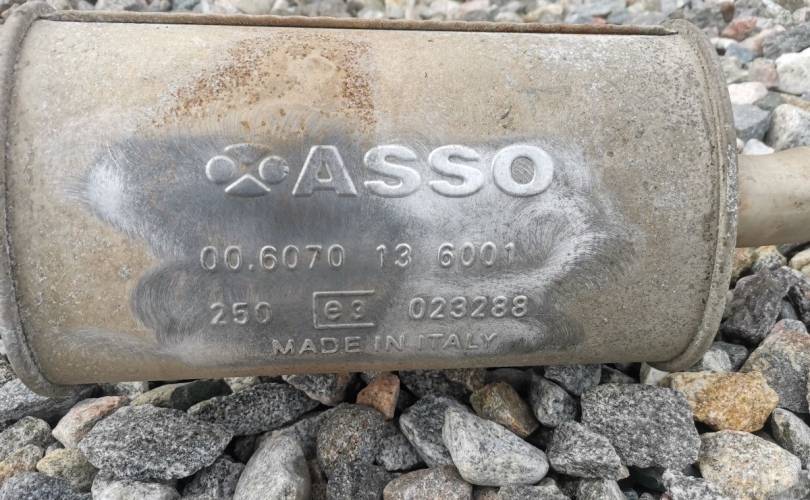 ASSO
00.6070 13 6001
250 e3 023288
MADE IN ITALY